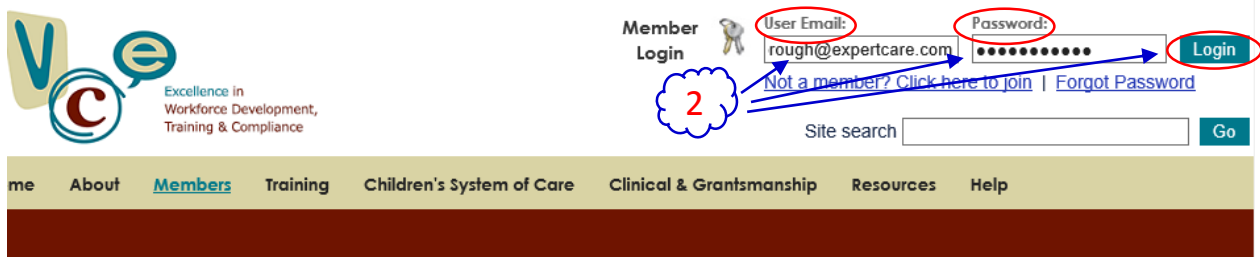 V C e
Excellence in
Workforce Development,
Training & Compliance
Member
Login
User Email:
Password:
rough@expertcare.com
●●●●●●●●●●●
Login
2
Not a member? Click here to join | Forgot Password
Site search
Go
me About Members Training Children's System of Care Clinical & Grantsmanship Resources Help